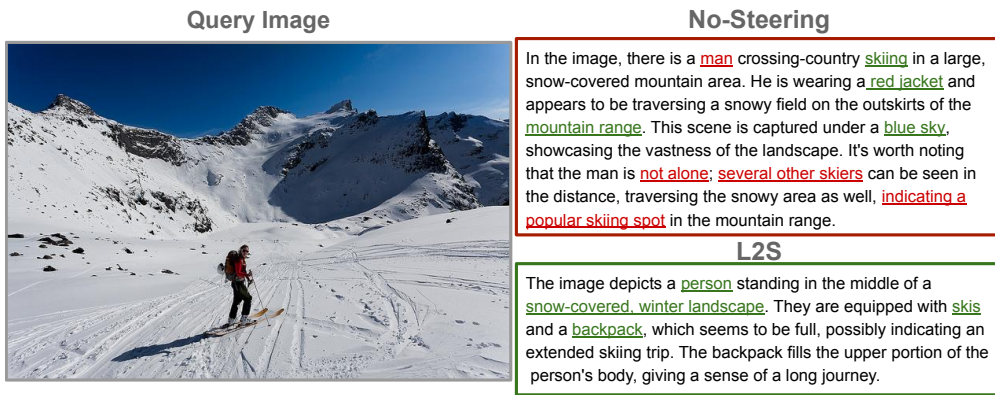 Query Image
No-Steering
In the image, there is a man crossing-country skiing in a large,
snow-covered mountain area. He is wearing a red jacket and
appears to be traversing a snowy field on the outskirts of the
mountain range. This scene is captured under a blue sky,
showcasing the vastness of the landscape. It's worth noting
that the man is not alone; several other skiers can be seen in
the distance, traversing the snowy area as well, indicating a
popular skiing spot in the mountain range.
L2S
The image depicts a person standing in the middle of a
snow-covered, winter landscape. They are equipped with skis
and a backpack, which seems to be full, possibly indicating an
extended skiing trip. The backpack fills the upper portion of the
person's body, giving a sense of a long journey.